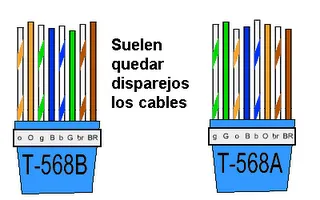 Suelen
quedar
disparejos
los cables
o O g B b G br BR
T-568B
g G o B b O br BR
T-568A